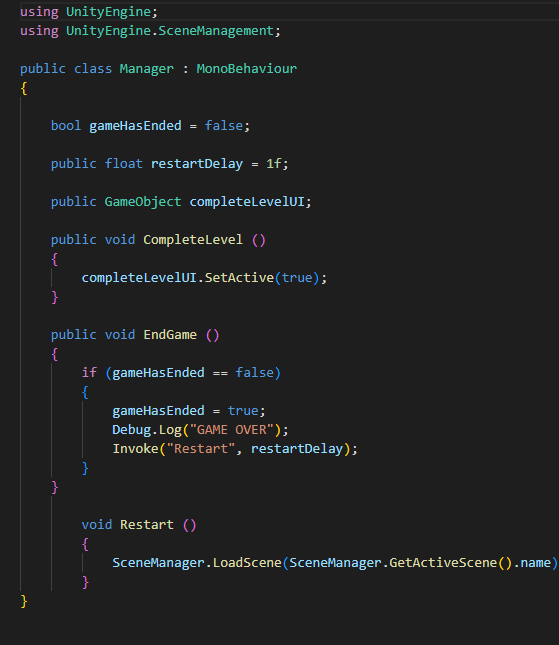 using UnityEngine;
using UnityEngine.SceneManagement;

public class Manager : MonoBehaviour
{

    bool gameHasEnded = false;

    public float restartDelay = 1f;

    public GameObject completeLevelUI;

    public void CompleteLevel ()
    {
        completeLevelUI.SetActive(true);
    }

    public void EndGame ()
    {
        if (gameHasEnded == false)
        {
            gameHasEnded = true;
            Debug.Log("GAME OVER");
            Invoke("Restart", restartDelay);
        }
    }

        void Restart ()
        {
            SceneManager.LoadScene(SceneManager.GetActiveScene().name)
        }
}